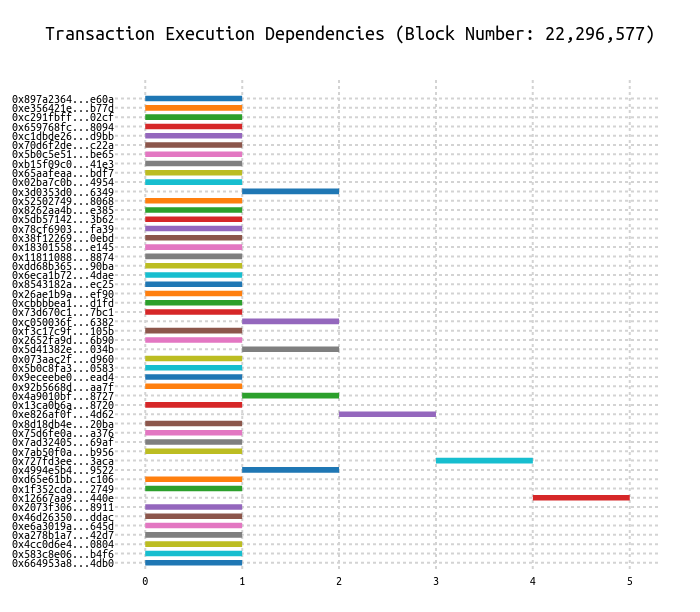 Transaction Execution Dependencies (Block Number: 22,296,577)
0x897a2364...e60a
0xe356421e...b77d
0xc291fbff...02cf
0x659768fc...8094
0xc1dbde26...d9bb
0x70d6f2de...c22a
0x5b0c5e51...be65
0xb15f09c0...41e3
0x65aafeaa...bdf7
0x02ba7c0b...4954
0x3d0353d0...6349
0x52502749...8068
0x8262aa4b...e385
0x5db57142...3b62
0x78cf6903...fa39
0x38f12269...0ebd
0x18301558...e145
0x11811088...8874
0xdd68b365...90ba
0x6eca1b72...4dae
0x8543182a...ec25
0x26ae1b9a...ef90
0xcbbbbea1...d1fd
0x73d670c1...7bc1
0xc050036f...6382
0xf3c17c9f...105b
0x2652fa9d...6b90
0x5d41382e...034b
0x073aac2f...d960
0x5b0c8fa3...0583
0x9eceebe0...ead4
0x92b5668d...aa7f
0x4a9010bf...8727
0x13ca0b6a...8720
0xe826af0f...4d62
0x8d18db4e...20ba
0x75d6fe0a...a376
0x7ad32405...69af
0x7ab50f0a...b956
0x727fd3ee...3aca
0x4994e5b4...9522
0xd65e61bb...c106
0x1f352cda...2749
0x12667aa9...440e
0x2073f306...8911
0x46d26350...ddac
0xe6a3019a...645d
0xa278b1a7...42d7
0x4cc0d6e4...0804
0x583c8e06...b4f6
0x664953a8...4db0
0 1 2 3 4 5